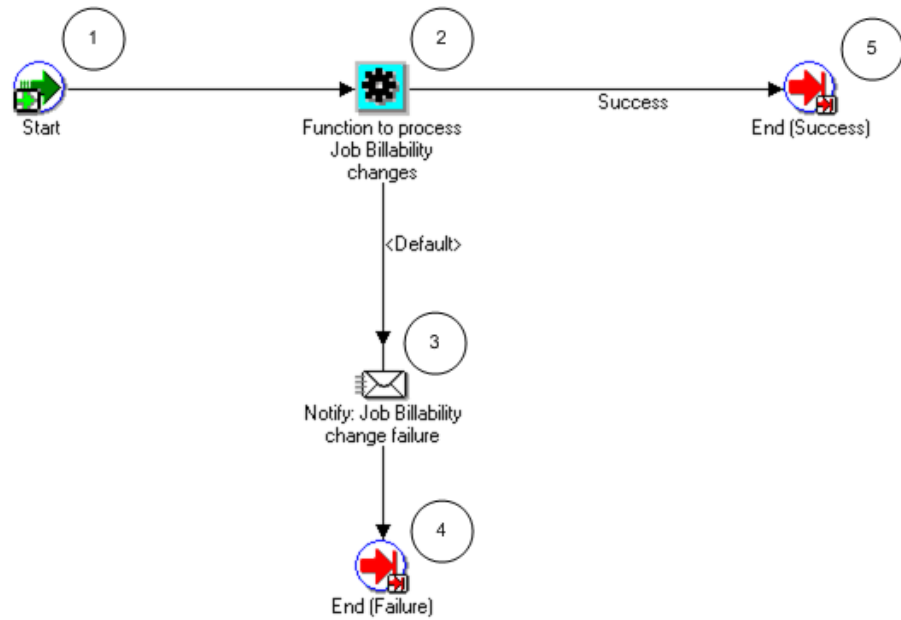 1
2
5
Start
Function to process
Job Billability
changes
Success
End (Success)
<Default>
3
Notify: Job Billability
change failure
4
End (Failure)